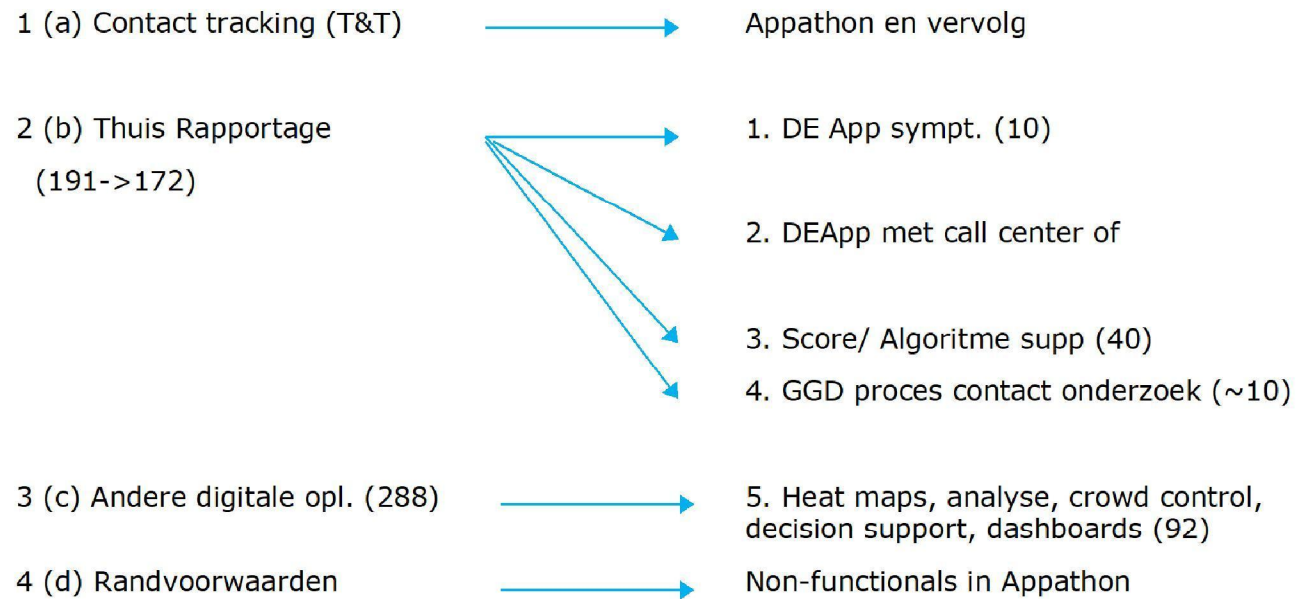 1 (a) Contact tracking (T&T)
Appathon en vervolg
2 (b) Thuis Rapportage
(191->172)
1. DE App sympt. (10)
2. DEApp met call center of
3. Score/ Algoritme supp (40)
4. GGD proces contact onderzoek (~10)
3 (c) Andere digitale opl. (288)
5. Heat maps, analyse, crowd control,
decision support, dashboards (92)
4 (d) Randvoorwaarden
Non-functionals in Appathon